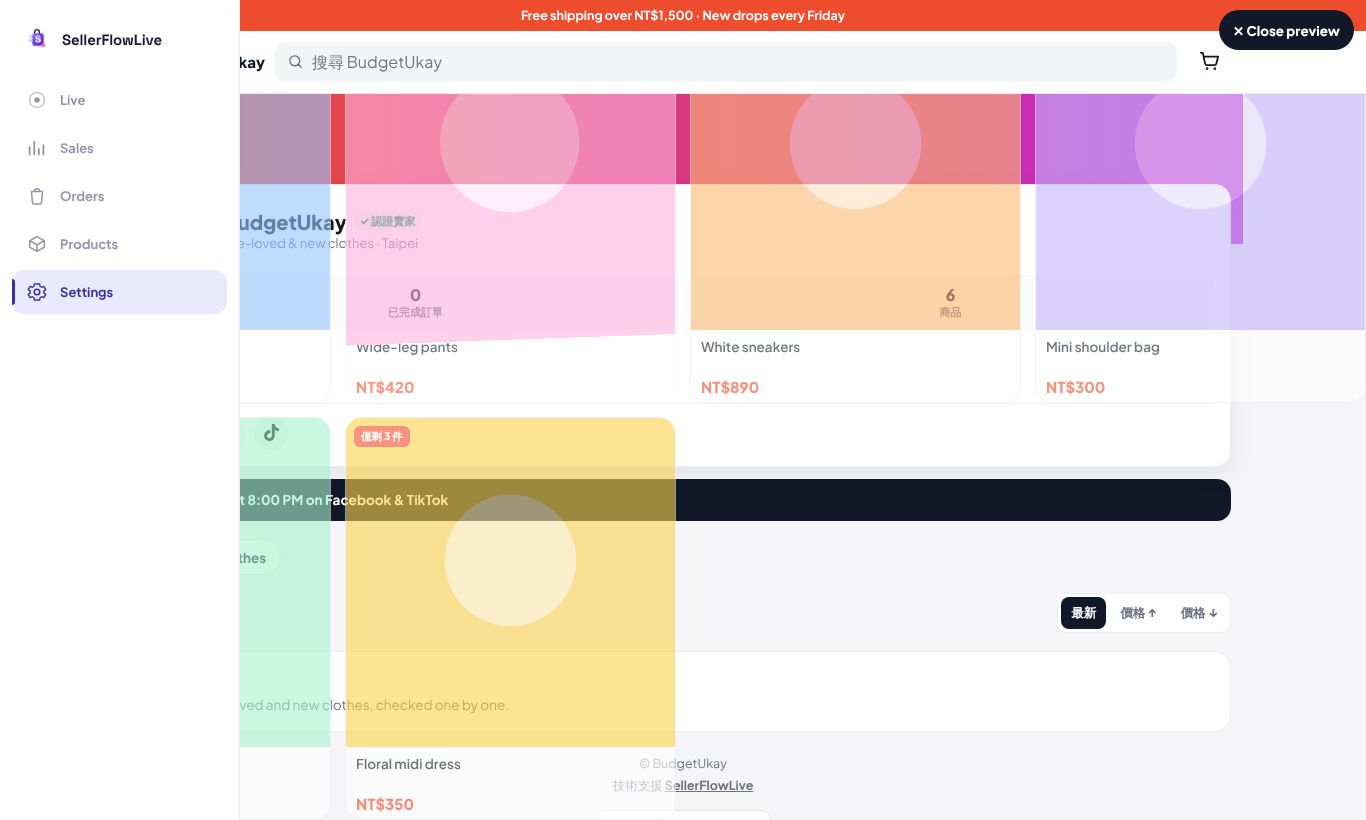 SellerFlowLive
Live
Sales
Orders
Products
Settings
Free shipping over NT$1,500 · New drops every Friday
✕ Close preview
kay
搜尋 BudgetUkay
udgetUkay
✓ 認證賣家
e-loved & new clothes · Taipei
0
已完成訂單
6
商品
Wide-leg pants
NT$420
White sneakers
NT$890
Mini shoulder bag
NT$300
僅剩 3 件
t 8:00 PM on Facebook & TikTok
thes
最新
價格 ↑
價格 ↓
ved and new clothes, checked one by one.
Floral midi dress
NT$350
© BudgetUkay
技術支援 SellerFlowLive